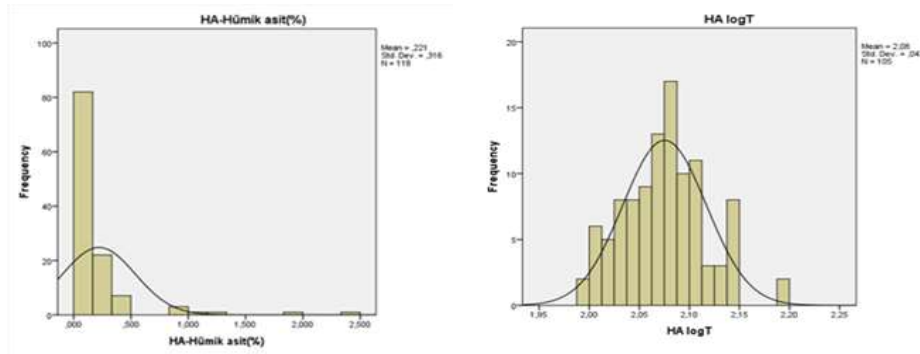 HA-Hümik asit(%)
Mean = ,221
Std. Dev. = ,316
N = 118
100
80
60
40
20
0
Frequency
,000
,500
1,000
1,500
2,000
2,500
HA-Hümik asit(%)
HA logT
Mean = 2,08
Std. Dev. = ,04
N = 105
20
15
10
5
0
Frequency
1,95
2,00
2,05
2,10
2,15
2,20
2,25
HA logT